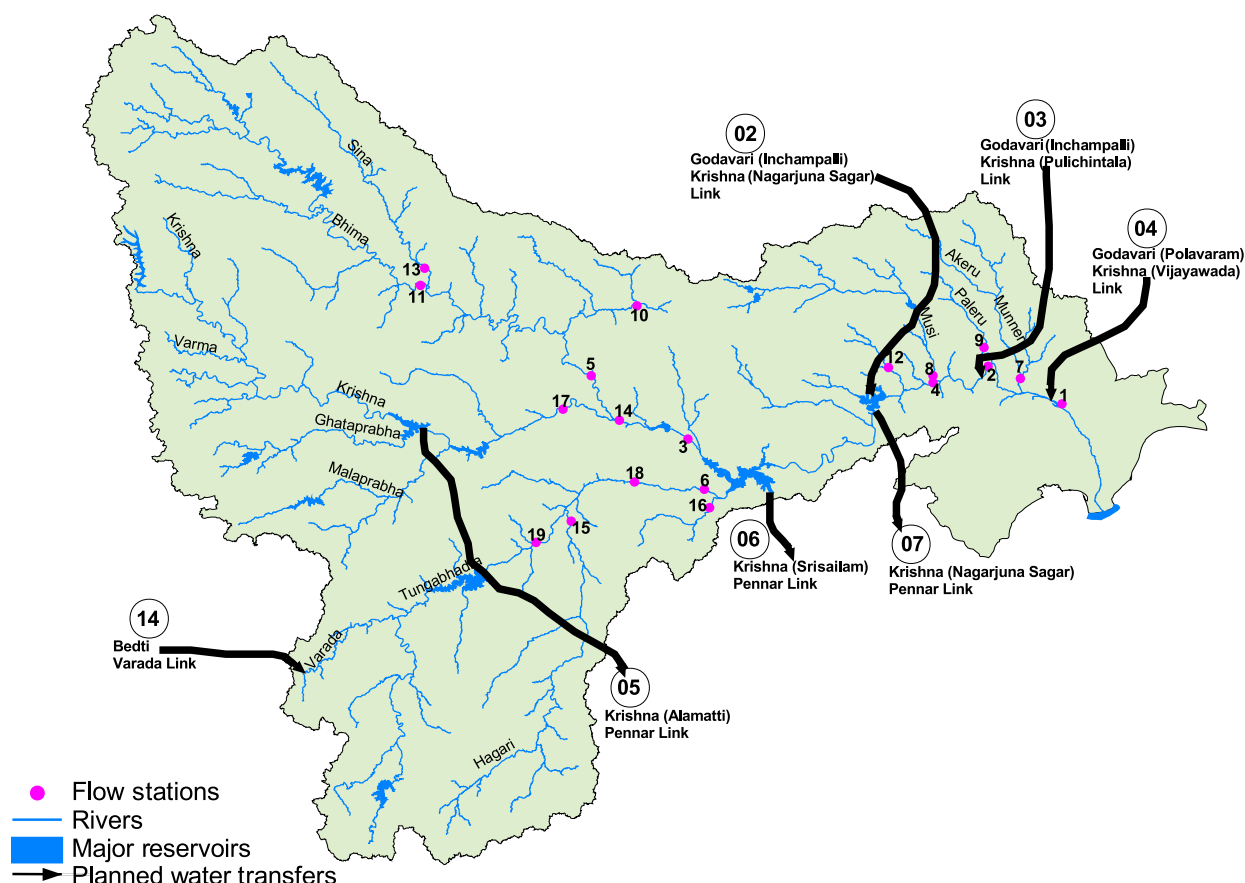 02
Godavari (Inchampalli)
Krishna (Nagarjuna Sagar)
Link
03
Godavari (Inchampalli)
Krishna (Pulichintala)
Link
04
Godavari (Polavaram)
Krishna (Vijayawada)
Link
Sina
Bhima
Krishna
Varma
Krishna
Ghataprabha
Malaprabha
Tungabhadra
Varada
Hagari
Musi
Akeru
Paleru
Munner
13
11
10
5
17
14
3
18
6
16
15
19
12
8
4
9
2
7
1
06
Krishna (Srisailam)
Pennar Link
07
Krishna (Nagarjuna Sagar)
Pennar Link
14
Bedti
Varada Link
05
Krishna (Alamatti)
Pennar Link
Flow stations
Rivers
Major reservoirs
Planned water transfers